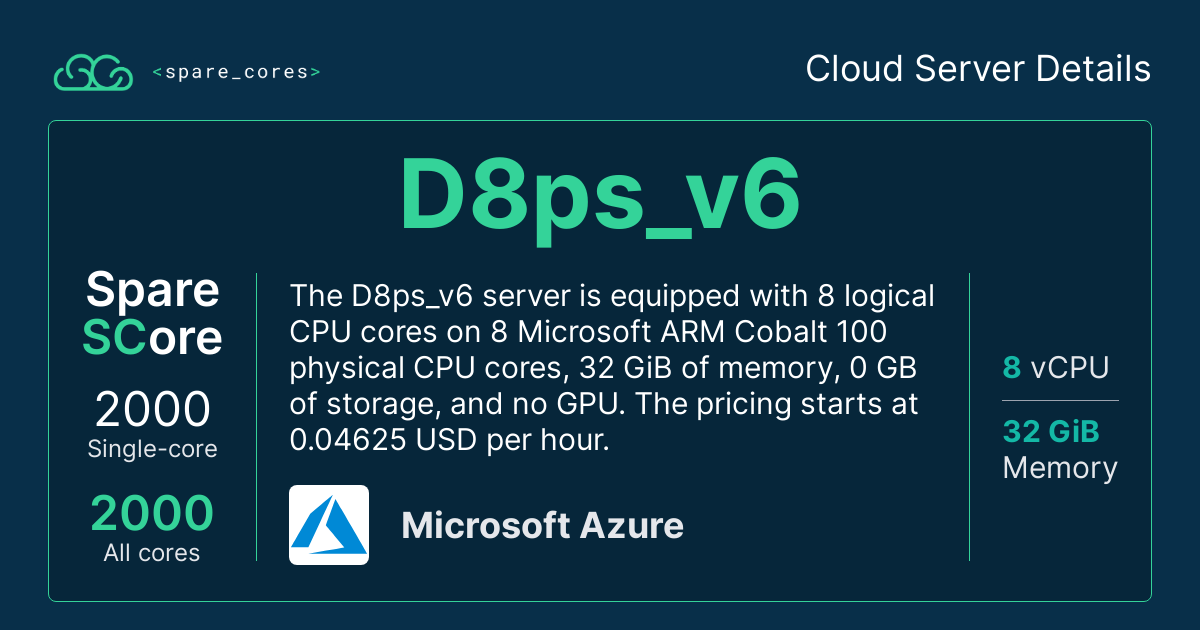 <spare_cores>
Cloud Server Details
D8ps_v6
Spare
SCore
2000
Single-core
2000
All cores
The D8ps_v6 server is equipped with 8 logical
CPU cores on 8 Microsoft ARM Cobalt 100
physical CPU cores, 32 GiB of memory, 0 GB
of storage, and no GPU. The pricing starts at
0.04625 USD per hour.
Microsoft Azure
8 vCPU
32 GiB
Memory